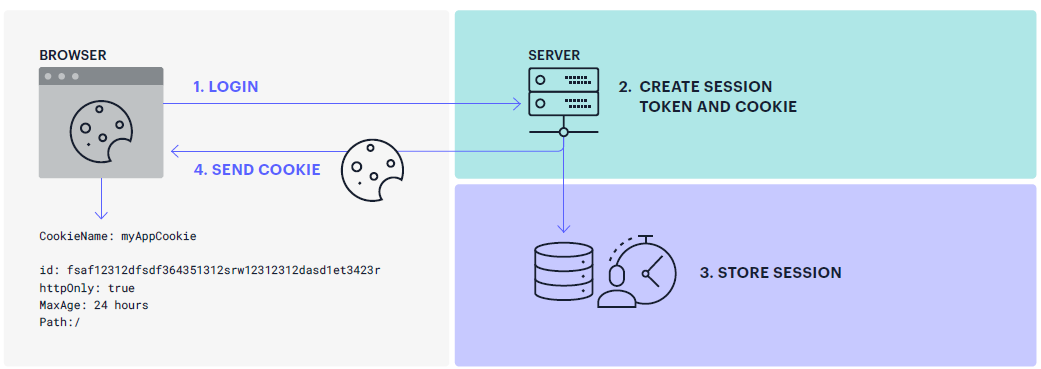 BROWSER
1. LOGIN
4. SEND COOKIE
CookieName: myAppCookie
id: fsaf12312dfsdf364351312srw12312312dasd1et3423r
httpOnly: true
MaxAge: 24 hours
Path:/
SERVER
2. CREATE SESSION
TOKEN AND COOKIE
3. STORE SESSION